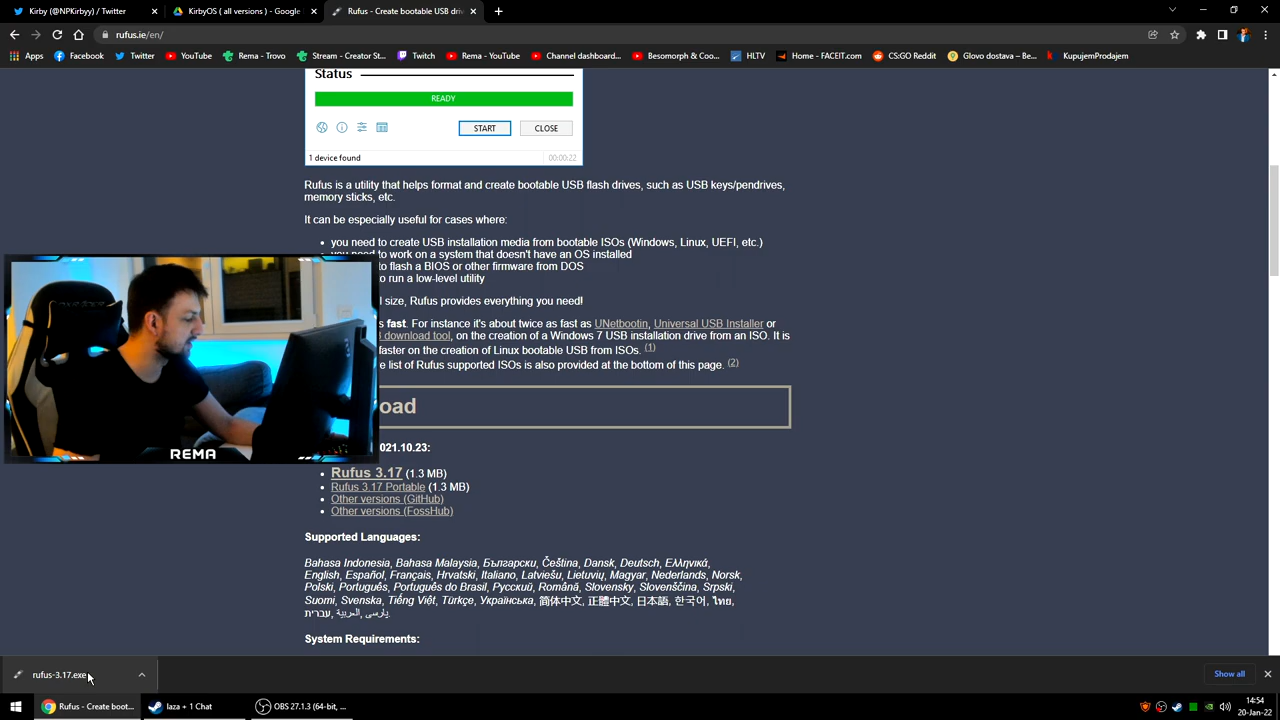 Kirby (@NPKirbyy) / Twitter
KirbyOS ( all versions ) - Google
Rufus - Create bootable USB driv
rufus.ie/en/
Apps
Facebook
Twitter
YouTube
Rema - Trovo
Stream - Creator St...
Twitch
Rema - YouTube
Channel dashboard...
Besomorph & Coo...
HLTV
Home - FACEIT.com
CS:GO Reddit
Glovo dostava – Be...
KupujemProdajem
Status
READY
START
CLOSE
1 device found
00:00:22
Rufus is a utility that helps format and create bootable USB flash drives, such as USB keys/pendrives,
memory sticks, etc.
It can be especially useful for cases where:
you need to create USB installation media from bootable ISOs (Windows, Linux, UEFI, etc.)
you need to work on a system that doesn't have an OS installed
to flash a BIOS or other firmware from DOS
to run a low-level utility
size, Rufus provides everything you need!
fast. For instance it's about twice as fast as UNetbootin, Universal USB Installer or
download tool, on the creation of a Windows 7 USB installation drive from an ISO. It is
faster on the creation of Linux bootable USB from ISOs. (1)
list of Rufus supported ISOs is also provided at the bottom of this page. (2)
oad
021.10.23:
REMA
Rufus 3.17 (1.3 MB)
Rufus 3.17 Portable (1.3 MB)
Other versions (GitHub)
Other versions (FossHub)
Supported Languages:
Bahasa Indonesia, Bahasa Malaysia, Български, Čeština, Dansk, Deutsch, Ελληνικά,
English, Español, Français, Hrvatski, Italiano, Latviešu, Lietuvių, Magyar, Nederlands, Norsk,
Polski, Português, Português do Brasil, Русский, Română, Slovensky, Slovenščina, Srpski,
Suomi, Svenska, Tiếng Việt, Türkçe, Українська, 简体中文, 正體中文, 日本語, 한국어, ไทย,
עברית, العربية, پارسی.
System Requirements:
rufus-3.17.exe
Show all
Rufus - Create boot...
laza + 1 Chat
OBS 27.1.3 (64-bit, ...
14:54
20-Jan-22